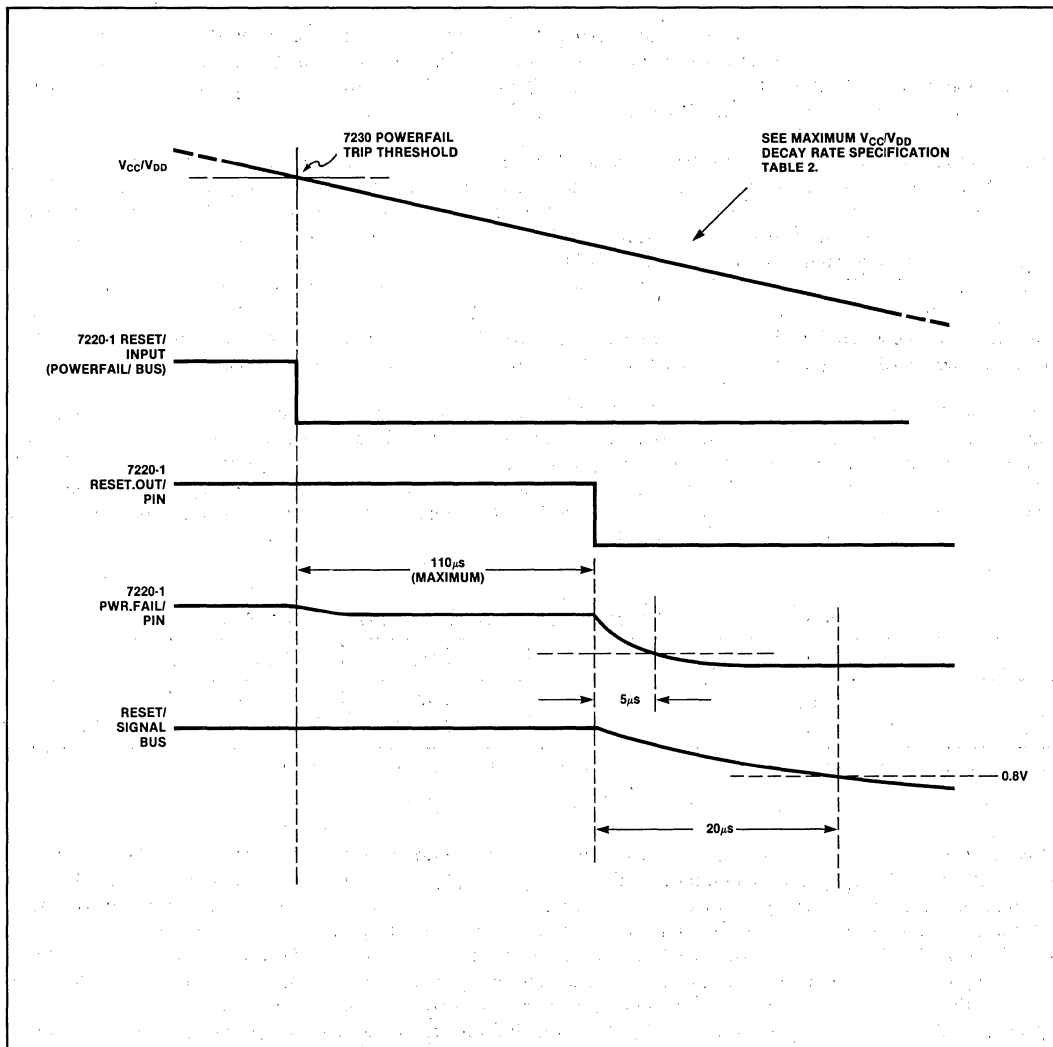 7230 POWERFAIL
TRIP THRESHOLD
SEE MAXIMUM VCC/VDD
DECAY RATE SPECIFICATION
TABLE 2.
VCC/VDD
7220-1 RESET/
INPUT
(POWERFAIL/ BUS)
7220-1
RESET.OUT/
PIN
110µs
(MAXIMUM)
7220-1
PWR.FAIL/
PIN
5µs
RESET/
SIGNAL
BUS
0.8V
20µs